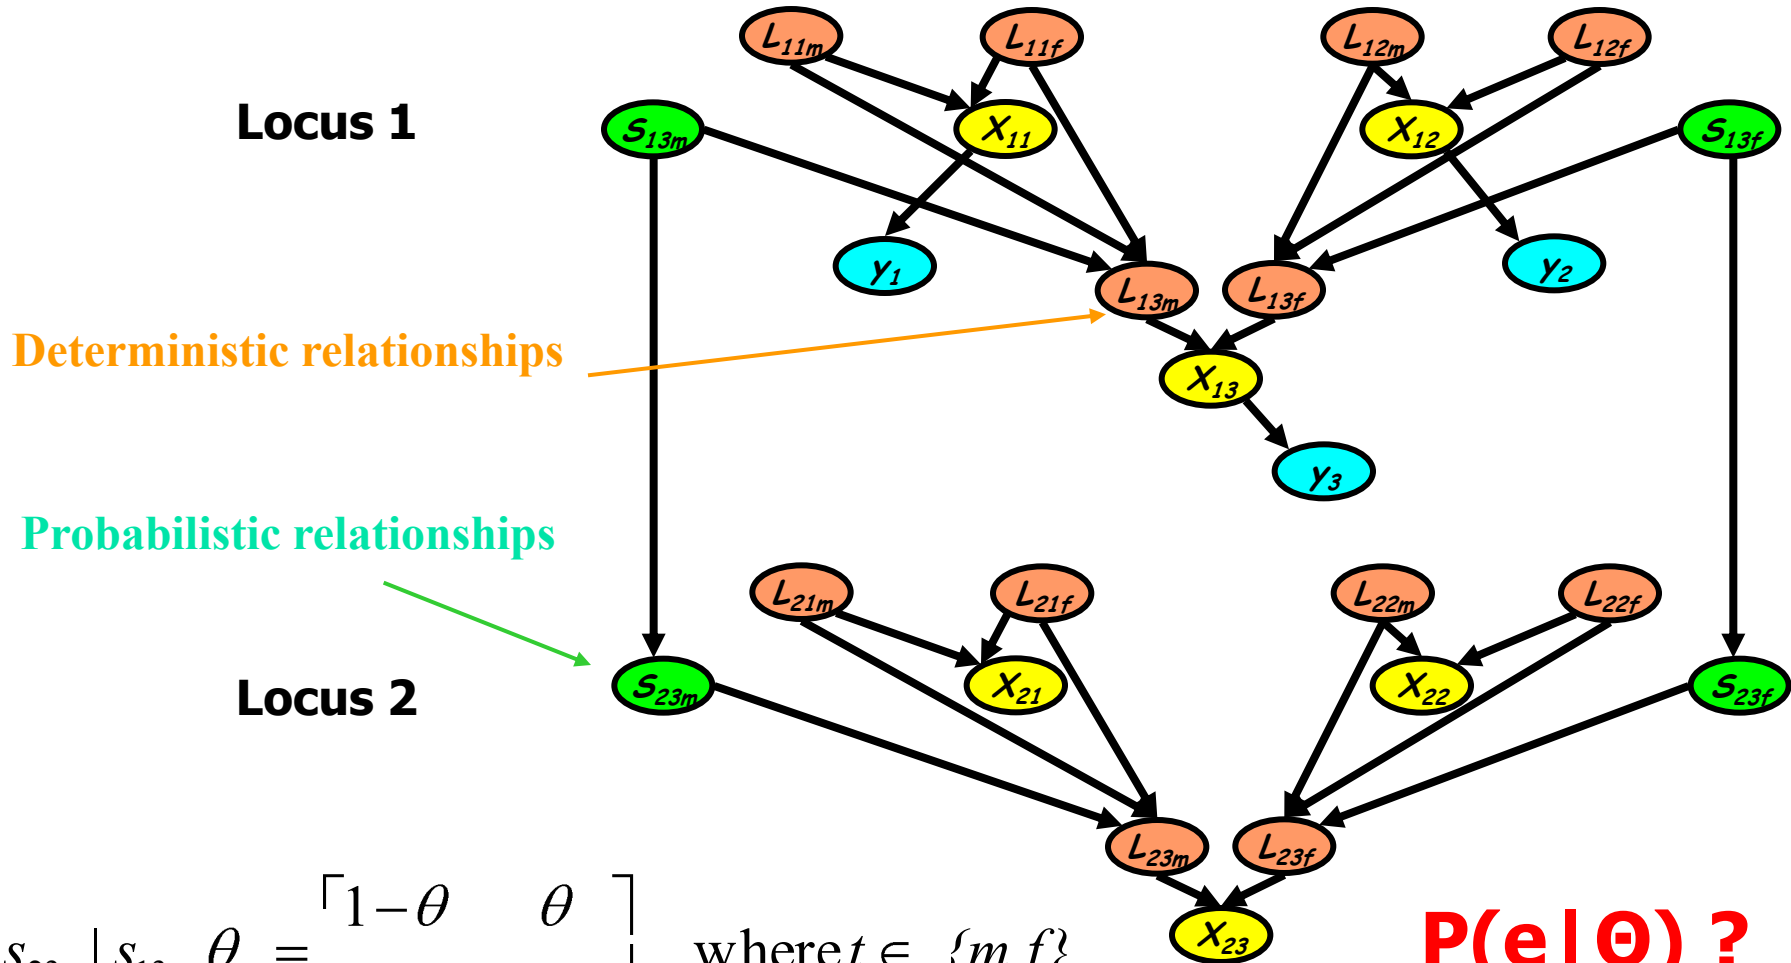 L11m L11f L12m L12f
Locus 1
S13m X11 X12 S13f
y1 y2
L13m L13f
Deterministic relationships
X13
y3
Probabilistic relationships
L21m L21f L22m L22f
Locus 2
S23m X21 X22 S23f
L23m L23f
1-θ θ
θ = where t ∈ {m,f}
X23
P(e|Θ) ?